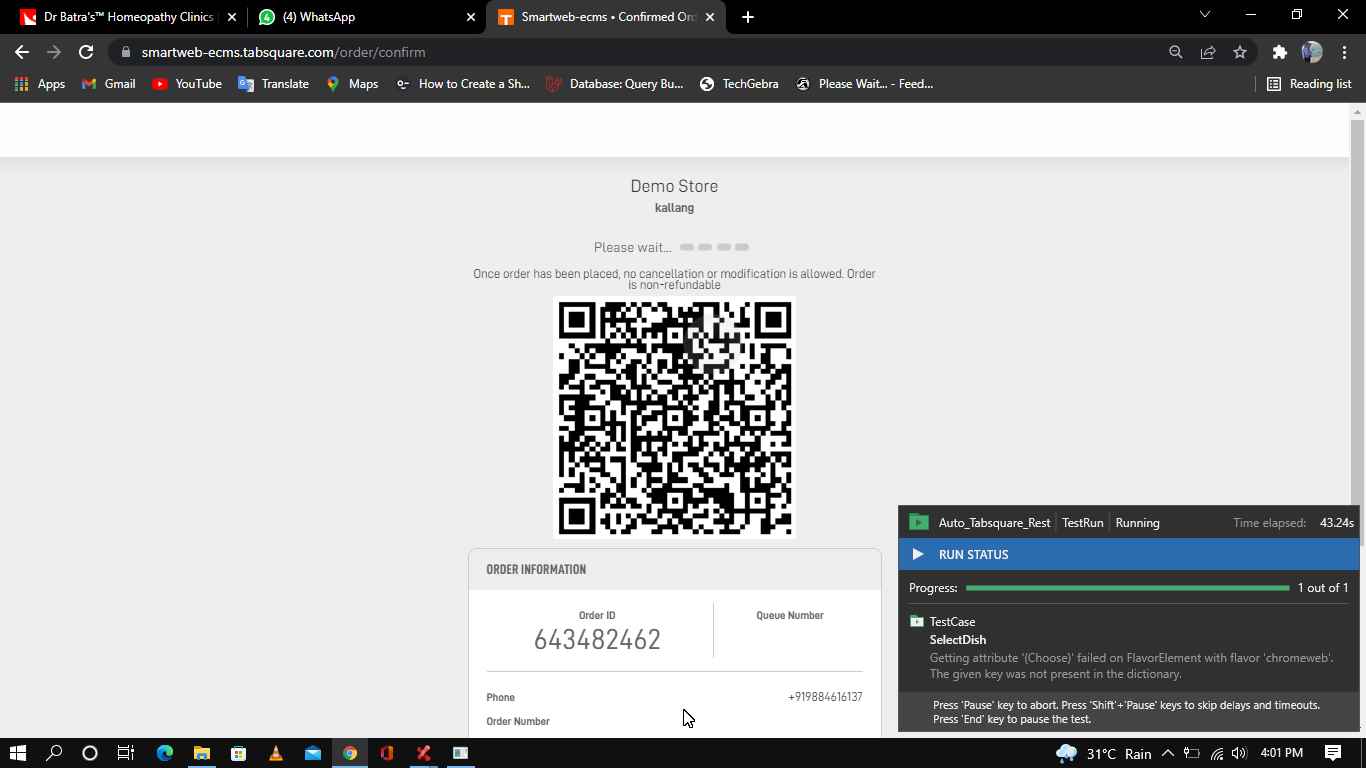 Dr Batra's™ Homeopathy Clinics
(4) WhatsApp
Smartweb-ecms • Confirmed Ord
smartweb-ecms.tabsquare.com/order/confirm
Apps
Gmail
YouTube
Translate
Maps
How to Create a Sh...
Database: Query Bu...
TechGebra
Please Wait... - Feed...
Reading list
Demo Store
kallang
Please wait...
Once order has been placed, no cancellation or modification is allowed. Order
is non-refundable
ORDER INFORMATION
Order ID
643482462
Queue Number
Phone
+919884616137
Order Number
Auto_Tabsquare_Rest
TestRun
Running
Time elapsed: 43.24s
RUN STATUS
Progress:
1 out of 1
TestCase
SelectDish
Getting attribute '(Choose)' failed on FlavorElement with flavor 'chromeweb'.
The given key was not present in the dictionary.
Press 'Pause' key to abort. Press 'Shift'+'Pause' keys to skip delays and timeouts.
Press 'End' key to pause the test.
31°C Rain
4:01 PM